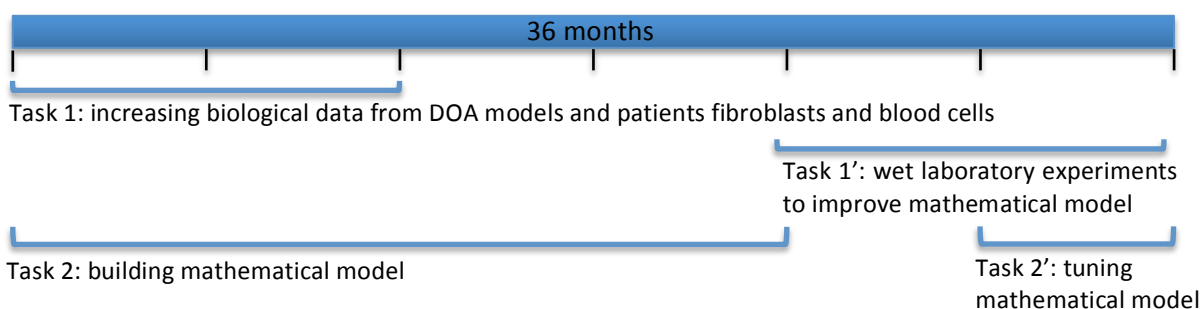 36 months
Task 1: increasing biological data from DOA models and patients fibroblasts and blood cells
Task 1’: wet laboratory experiments
to improve mathematical model
Task 2: building mathematical model
Task 2’: tuning
mathematical model